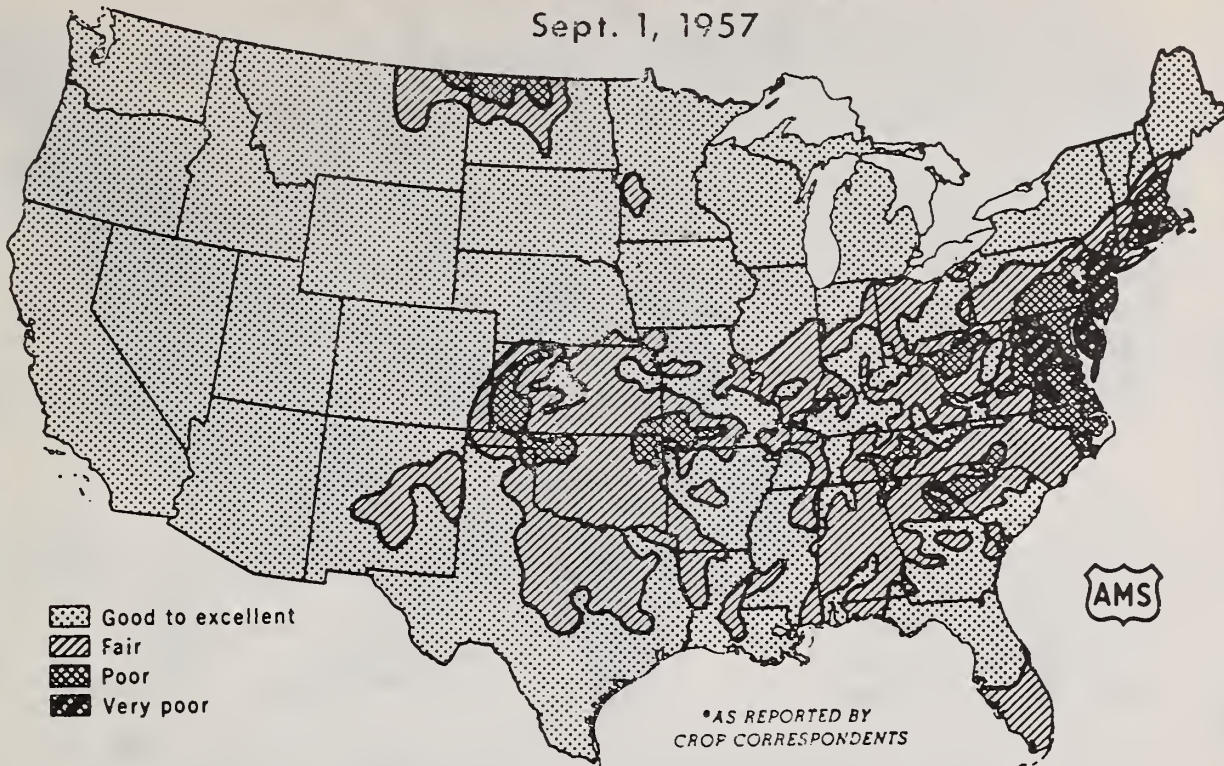 Sept. 1, 1957
AMS
Good to excellent
Fair
Poor
Very poor
*AS REPORTED BY
CROP CORRESPONDENTS